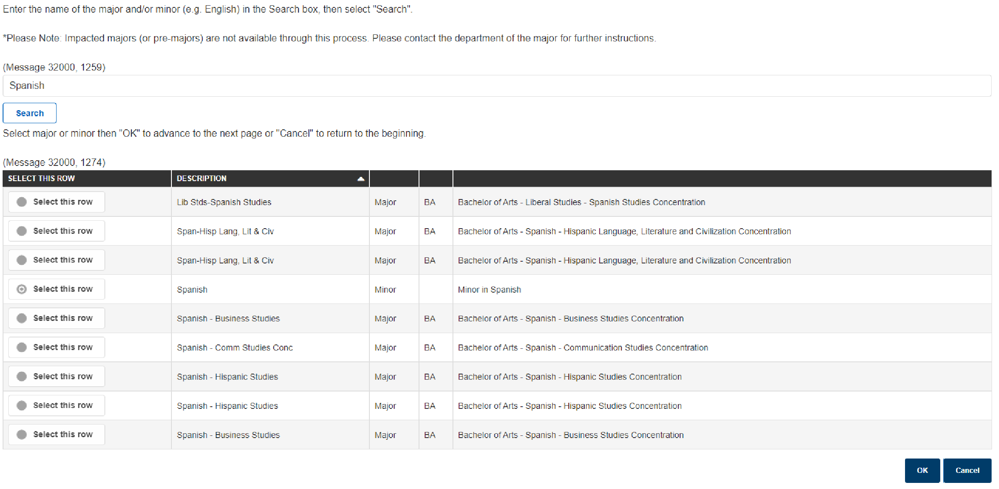 Enter the name of the major and/or minor (e.g. English) in the Search box, then select "Search".
*Please Note: Impacted majors (or pre-majors) are not available through this process. Please contact the department of the major for further instructions.
(Message 32000, 1259)
Spanish
Search
Select major or minor then "OK" to advance to the next page or "Cancel" to return to the beginning.
(Message 32000, 1274)
SELECT THIS ROW DESCRIPTION
Select this row Lib Stds-Spanish Studies Major BA Bachelor of Arts - Liberal Studies - Spanish Studies Concentration
Select this row Span-Hisp Lang, Lit & Civ Major BA Bachelor of Arts - Spanish - Hispanic Language, Literature and Civilization Concentration
Select this row Span-Hisp Lang, Lit & Civ Major BA Bachelor of Arts - Spanish - Hispanic Language, Literature and Civilization Concentration
Select this row Spanish Minor Minor in Spanish
Select this row Spanish - Business Studies Major BA Bachelor of Arts - Spanish - Business Studies Concentration
Select this row Spanish - Comm Studies Conc Major BA Bachelor of Arts - Spanish - Communication Studies Concentration
Select this row Spanish - Hispanic Studies Major BA Bachelor of Arts - Spanish - Hispanic Studies Concentration
Select this row Spanish - Hispanic Studies Major BA Bachelor of Arts - Spanish - Hispanic Studies Concentration
Select this row Spanish - Business Studies Major BA Bachelor of Arts - Spanish - Business Studies Concentration
OK Cancel